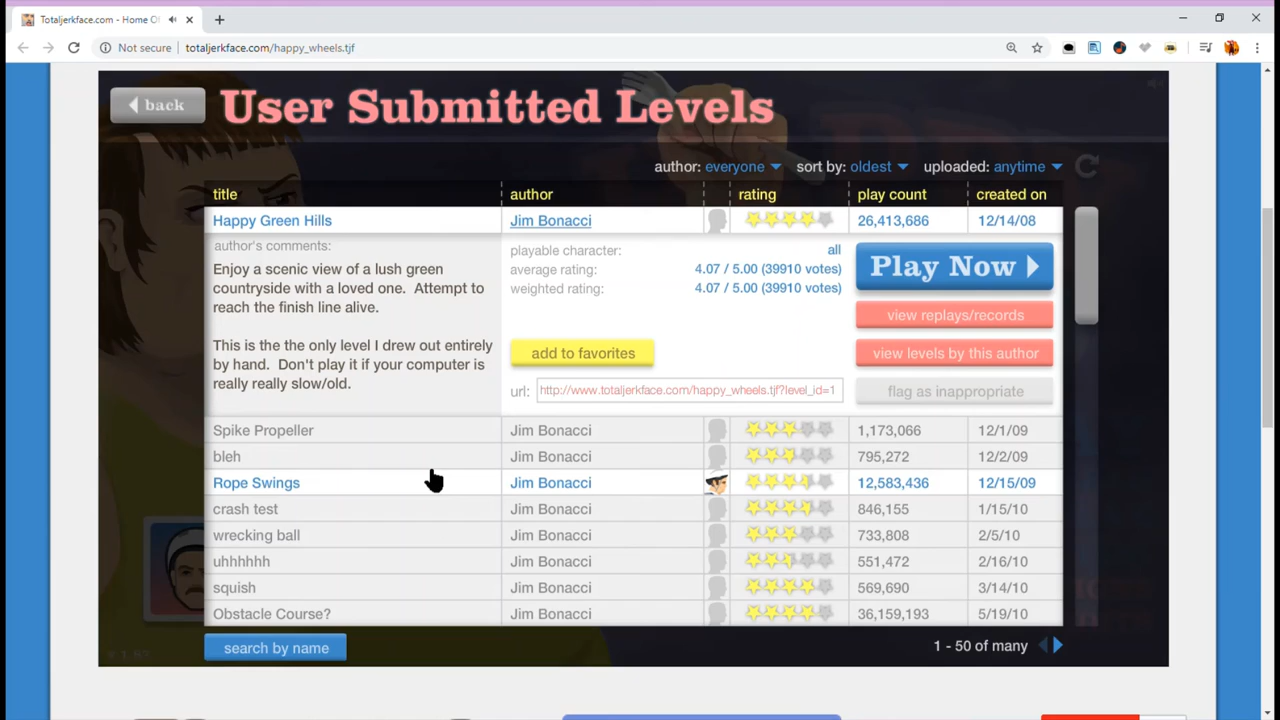 Totaljerkface.com - Home Of
Not secure totaljerkface.com/happy_wheels.tjf
back User Submitted Levels
author: everyone sort by: oldest uploaded: anytime
title author rating play count created on
Happy Green Hills Jim Bonacci 26,413,686 12/14/08
author's comments:
Enjoy a scenic view of a lush green
countryside with a loved one. Attempt to
reach the finish line alive.
This is the the only level I drew out entirely
by hand. Don't play it if your computer is
really really slow/old.
playable character: all
average rating: 4.07 / 5.00 (39910 votes)
weighted rating: 4.07 / 5.00 (39910 votes)
add to favorites
url: http://www.totaljerkface.com/happy_wheels.tjf?level_id=1
Play Now
view replays/records
view levels by this author
flag as inappropriate
Spike Propeller Jim Bonacci 1,173,066 12/1/09
bleh Jim Bonacci 795,272 12/2/09
Rope Swings Jim Bonacci 12,583,436 12/15/09
crash test Jim Bonacci 846,155 1/15/10
wrecking ball Jim Bonacci 733,808 2/5/10
uhhhhhh Jim Bonacci 551,472 2/16/10
squish Jim Bonacci 569,690 3/14/10
Obstacle Course? Jim Bonacci 36,159,193 5/19/10
search by name 1 - 50 of many